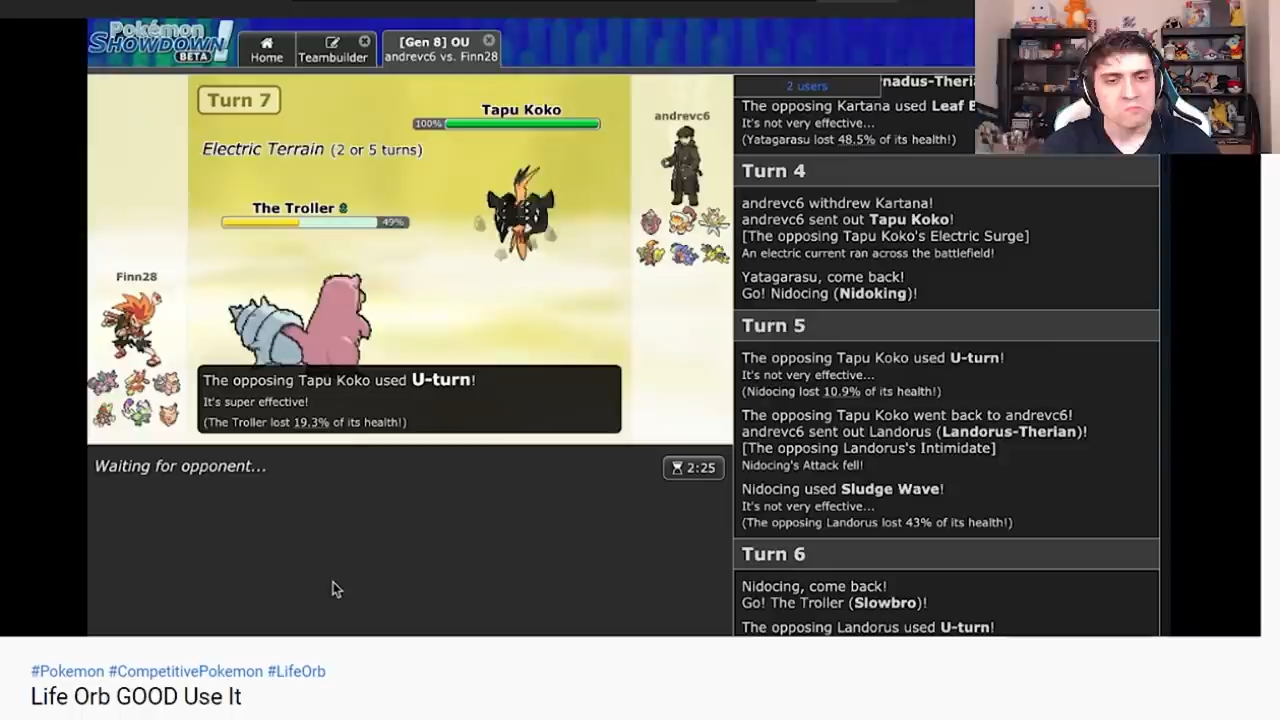 Pokémon
SHOWDOWN!
BETA
Home
Teambuilder
[Gen 8] OU
andrevc6 vs. Finn28
Turn 7
Tapu Koko
100%
Electric Terrain (2 or 5 turns)
The Troller
49%
andrevc6
Finn28
The opposing Tapu Koko used U-turn!
It's super effective!
(The Troller lost 19.3% of its health!)
Waiting for opponent...
2:25
2 users
nadus-Theria
The opposing Kartana used Leaf B
It's not very effective...
(Yatagarasu lost 48.5% of its health!)
Turn 4
andrevc6 withdrew Kartana!
andrevc6 sent out Tapu Koko!
[The opposing Tapu Koko's Electric Surge]
An electric current ran across the battlefield!
Yatagarasu, come back!
Go! Nidocing (Nidoking)!
Turn 5
The opposing Tapu Koko used U-turn!
It's not very effective...
(Nidocing lost 10.9% of its health!)
The opposing Tapu Koko went back to andrevc6!
andrevc6 sent out Landorus (Landorus-Therian)!
[The opposing Landorus's Intimidate]
Nidocing's Attack fell!
Nidocing used Sludge Wave!
It's not very effective...
(The opposing Landorus lost 43% of its health!)
Turn 6
Nidocing, come back!
Go! The Troller (Slowbro)!
The opposing Landorus used U-turn!
#Pokemon #CompetitivePokemon #LifeOrb
Life Orb GOOD Use It